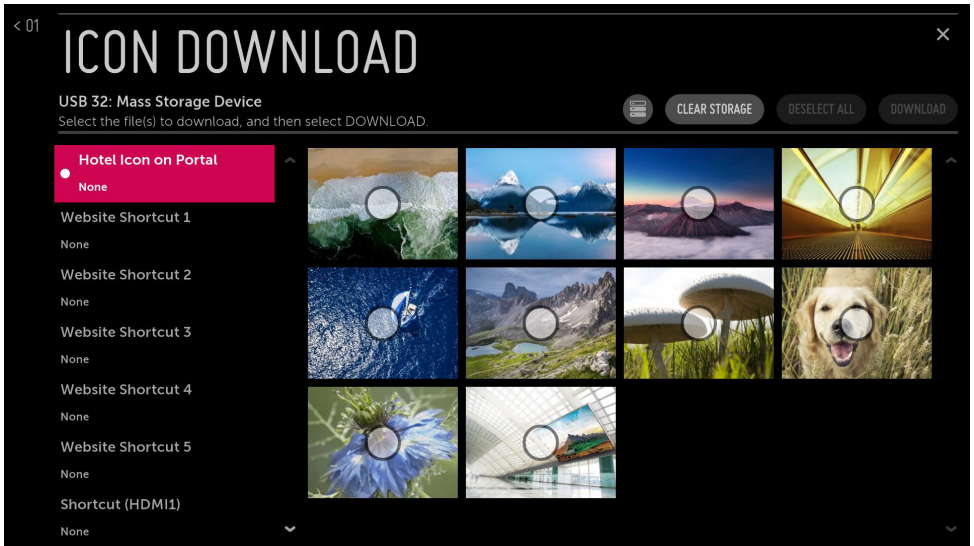 < 01
ICON DOWNLOAD
USB 32: Mass Storage Device
Select the file(s) to download, and then select DOWNLOAD.
CLEAR STORAGE
DESELECT ALL
DOWNLOAD
Hotel Icon on Portal
None
Website Shortcut 1
None
Website Shortcut 2
None
Website Shortcut 3
None
Website Shortcut 4
None
Website Shortcut 5
None
Shortcut (HDMI1)
None